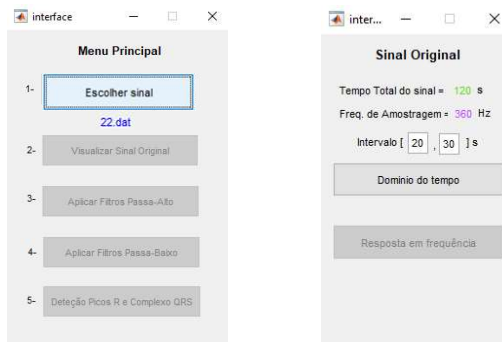 interface
Menu Principal
1- Escolher sinal
22.dat
2- Visualizar Sinal Original
3- Aplicar Filtros Passa-Alto
4- Aplicar Filtros Passa-Baixo
5- Deteção Picos R e Complexo QRS
inter...
Sinal Original
Tempo Total do sinal = 120 s
Freq. de Amostragem = 360 Hz
Intervalo [ 20 , 30 ] s
Dominio do tempo
Resposta em frequência